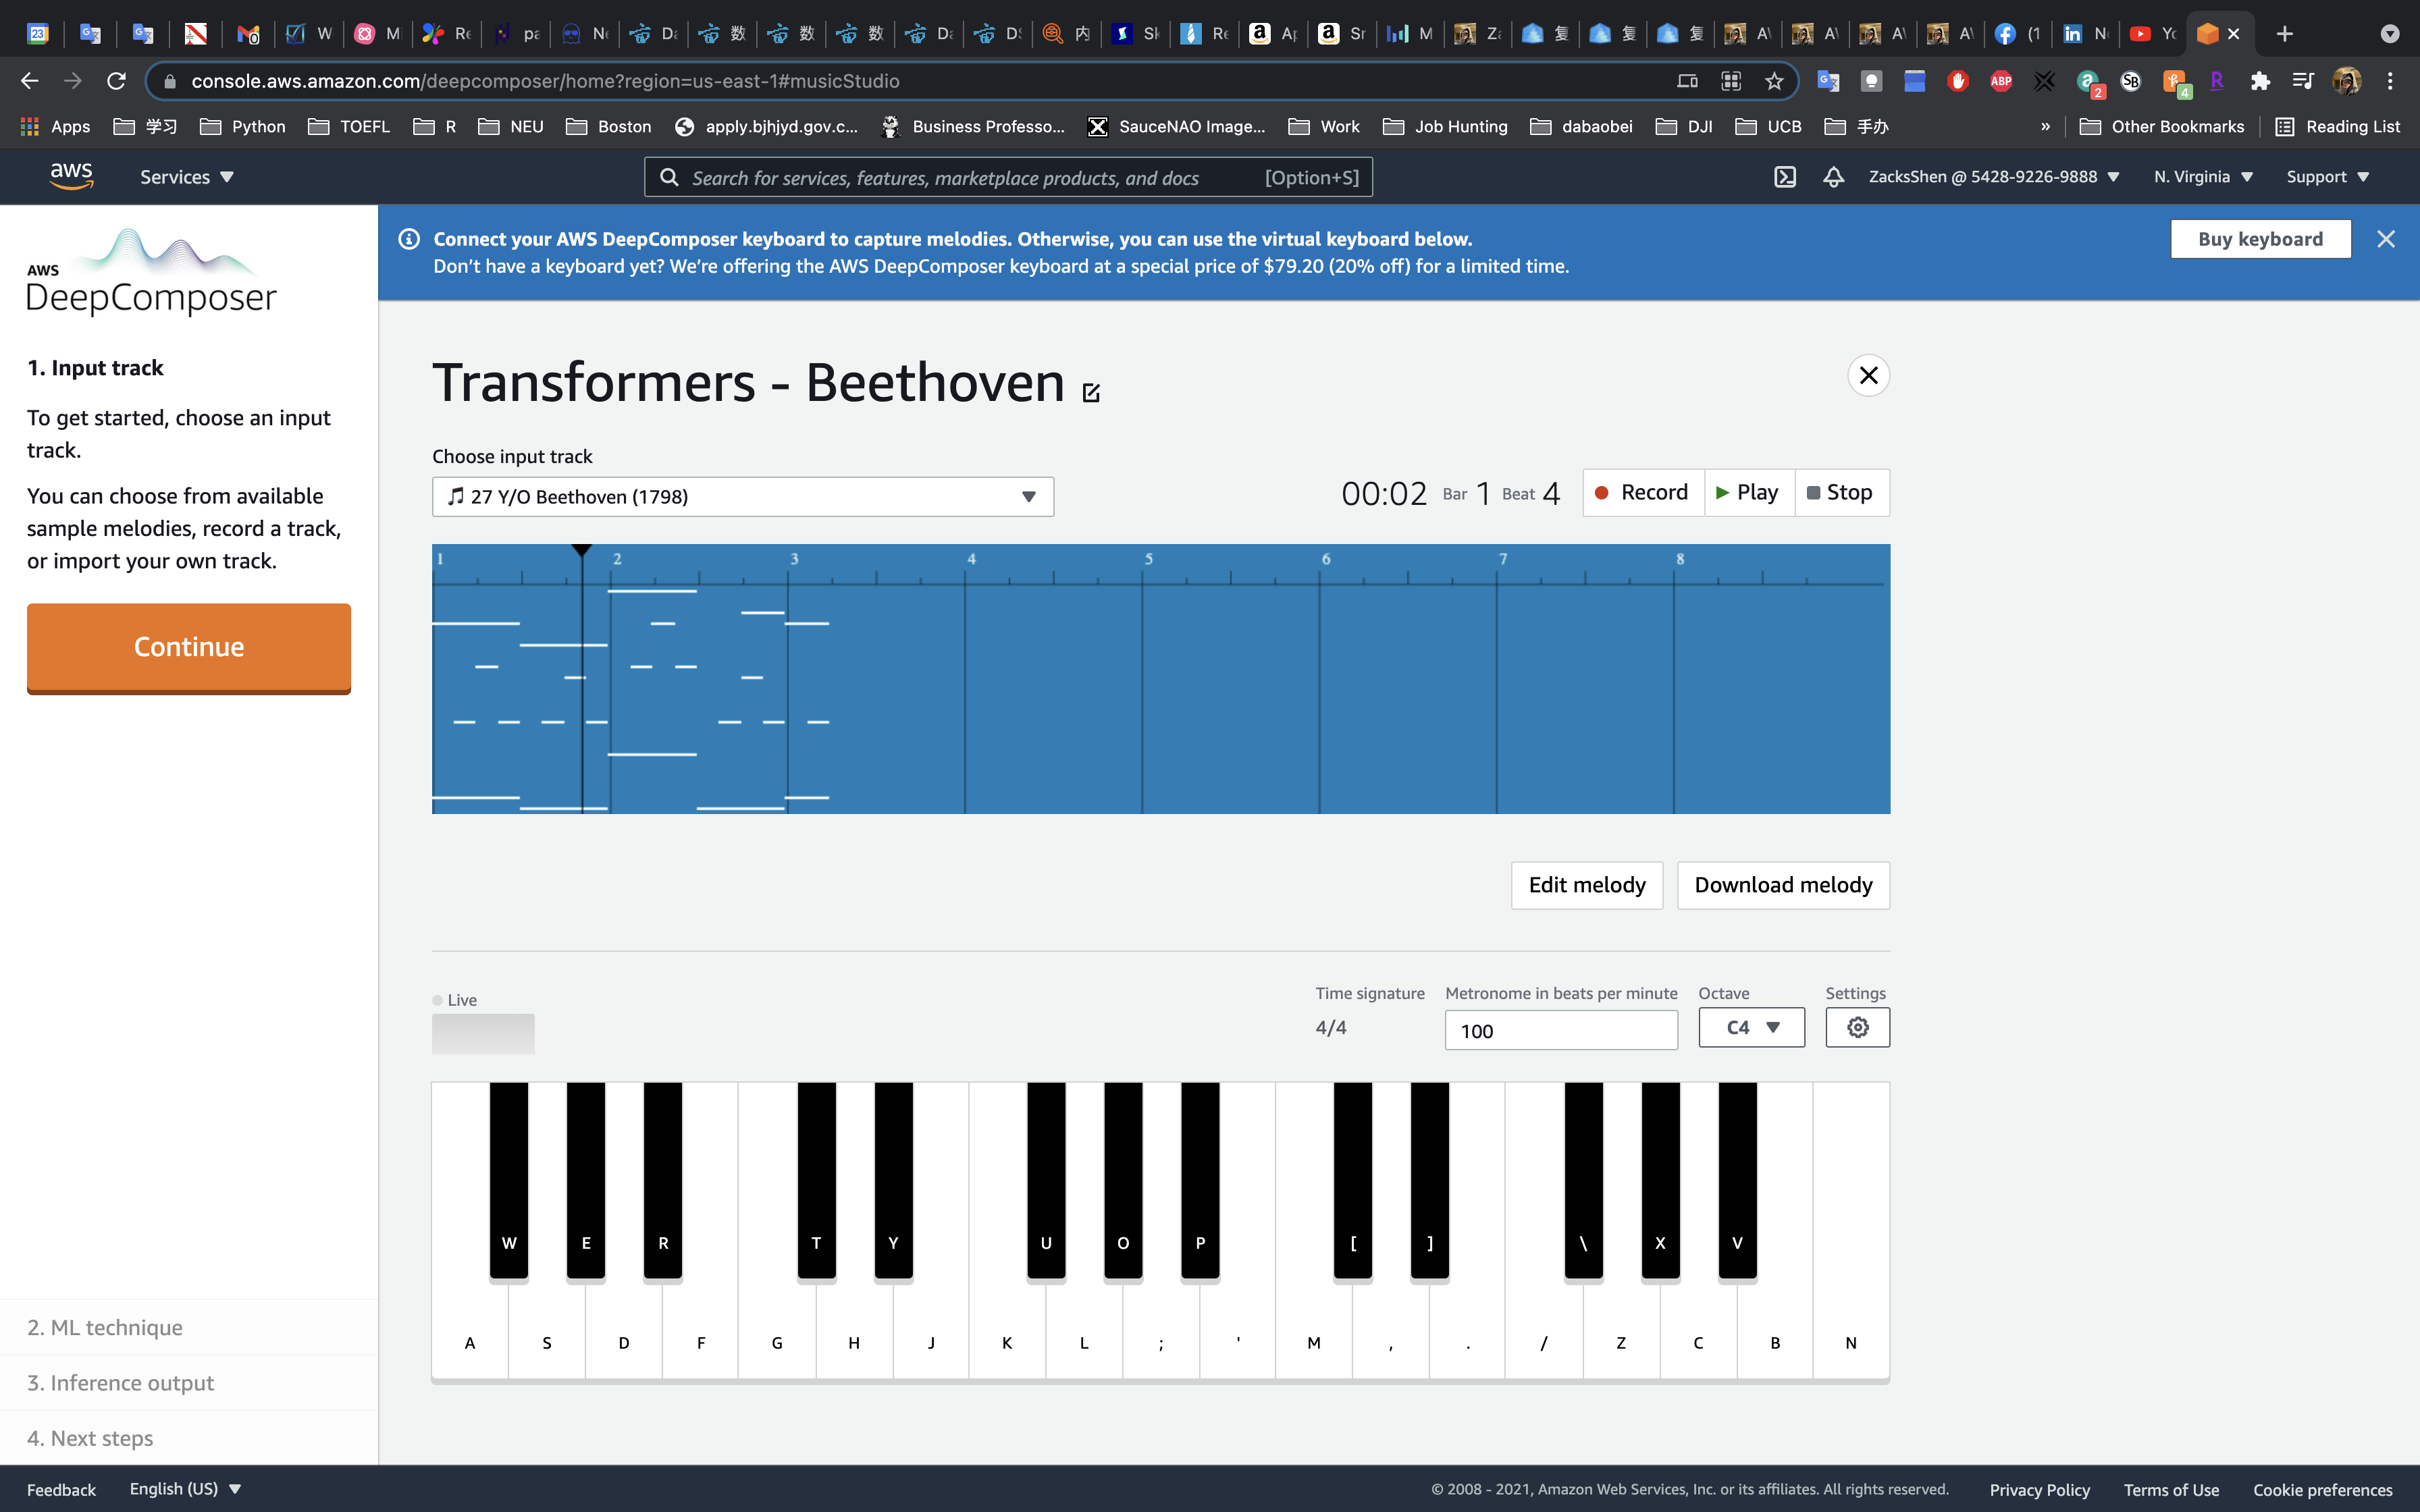 23
W
M
Re
pa
Ne
Da
数
数
数
Da
DS
内
Sk
Re
Ap
Sr
M
Za
复
复
复
A
A
A
A
(1
N
Yo
console.aws.amazon.com/deepcomposer/home?region=us-east-1#musicStudio
ABP
2
SB
4
R
Apps
学习
Python
TOEFL
R
NEU
Boston
apply.bjhjyd.gov.c...
Business Professo...
SauceNAO Image...
Work
Job Hunting
dabaobei
DJI
UCB
手办
»
Other Bookmarks
Reading List
aws
Services
Search for services, features, marketplace products, and docs
[Option+S]
ZacksShen @ 5428-9226-9888
N. Virginia
Support
AWS
DeepComposer
Connect your AWS DeepComposer keyboard to capture melodies. Otherwise, you can use the virtual keyboard below.
Don't have a keyboard yet? We're offering the AWS DeepComposer keyboard at a special price of $79.20 (20% off) for a limited time.
Buy keyboard
1. Input track
To get started, choose an input
track.
You can choose from available
sample melodies, record a track,
or import your own track.
Continue
2. ML technique
3. Inference output
4. Next steps
Transformers - Beethoven
Choose input track
27 Y/O Beethoven (1798)
00:02 Bar 1 Beat 4
Record
Play
Stop
1 2 3 4 5 6 7 8
Edit melody
Download melody
Live
Time signature
4/4
Metronome in beats per minute
100
Octave
C4
Settings
W E R T Y U O P [ ] \ X V
A S D F G H J K L ; ' M , . / Z C B N
Feedback
English (US)
© 2008 - 2021, Amazon Web Services, Inc. or its affiliates. All rights reserved.
Privacy Policy
Terms of Use
Cookie preferences